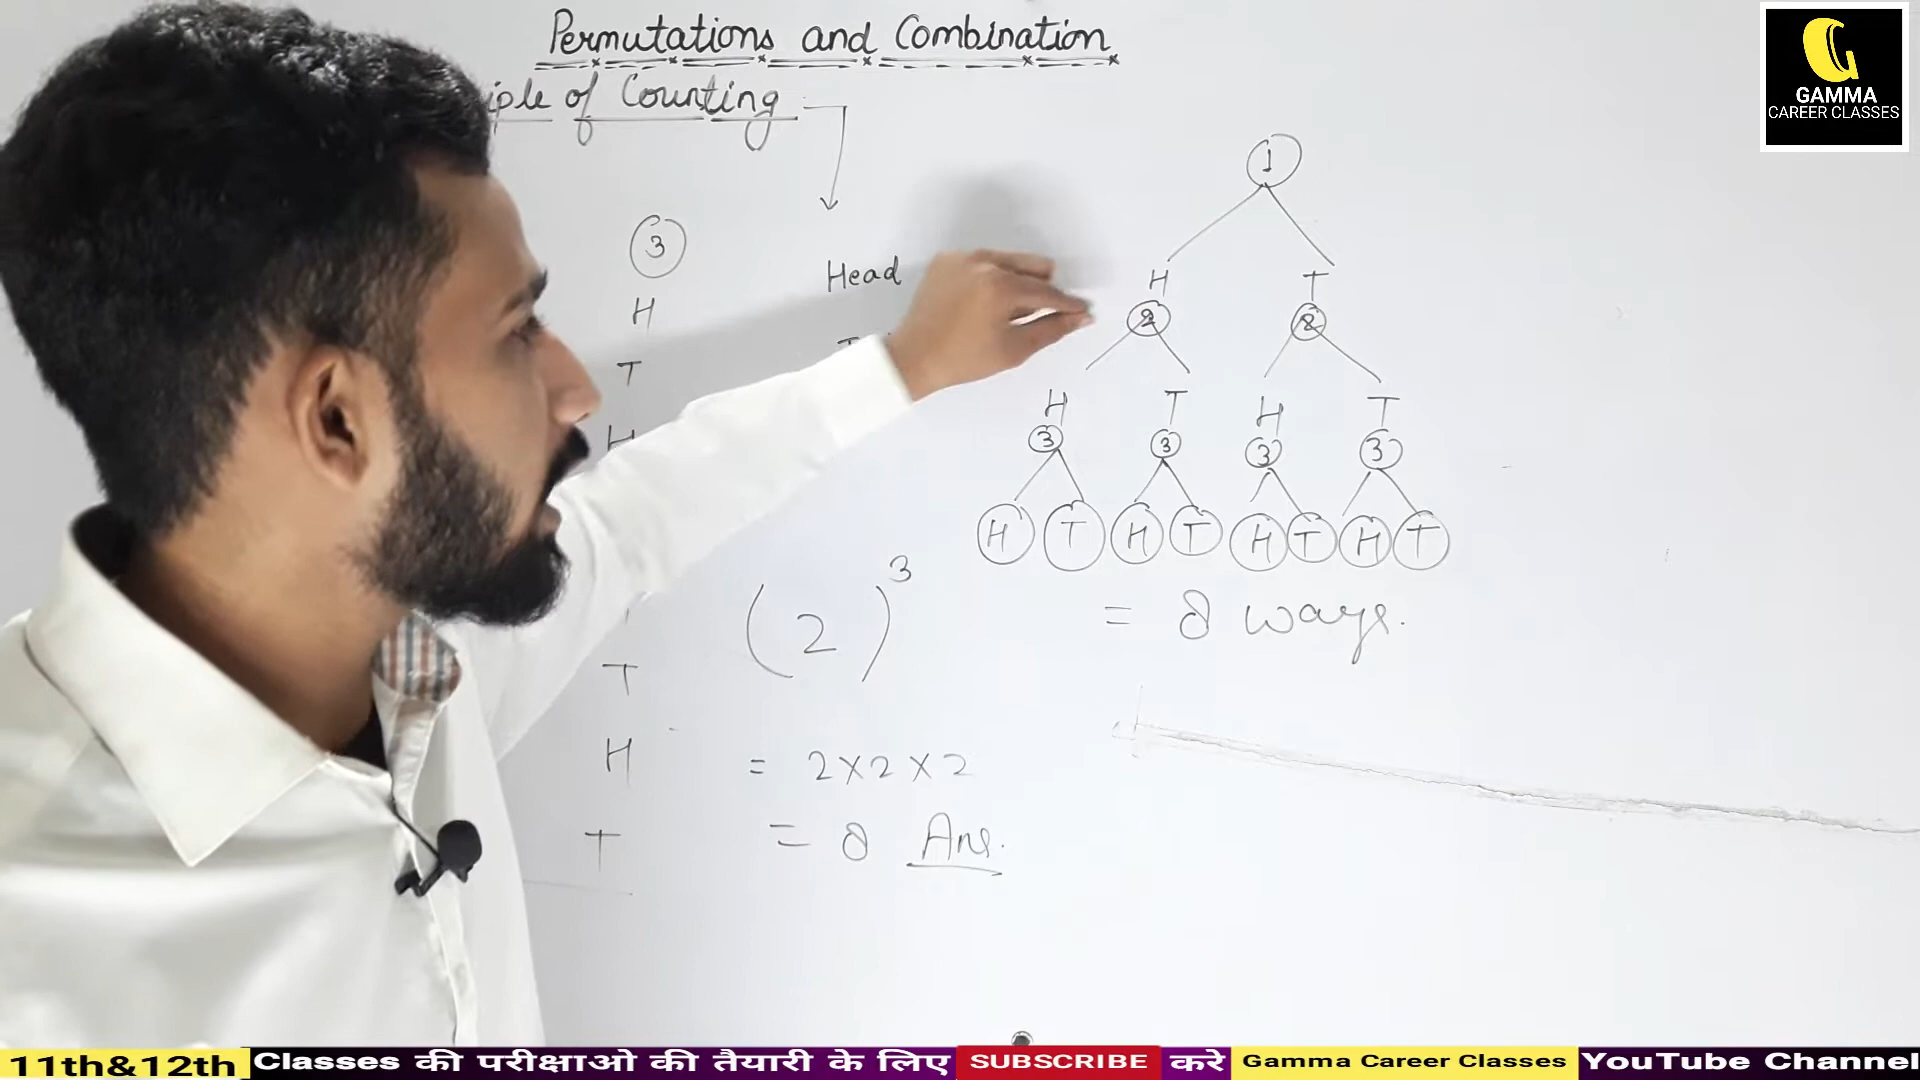 Permutations and Combination
iple of Counting
GAMMA
CAREER CLASSES
3
H
T
H
T
H
T
Head
(2)³
= 2×2×2
= 8 Ans.
1
H T
2 2
H T H T
3 3 3 3
H T H T H T H T
= 8 ways.
11th&12th Classes की परीक्षाओ की तैयारी के लिए SUBSCRIBE करे Gamma Career Classes YouTube Channel